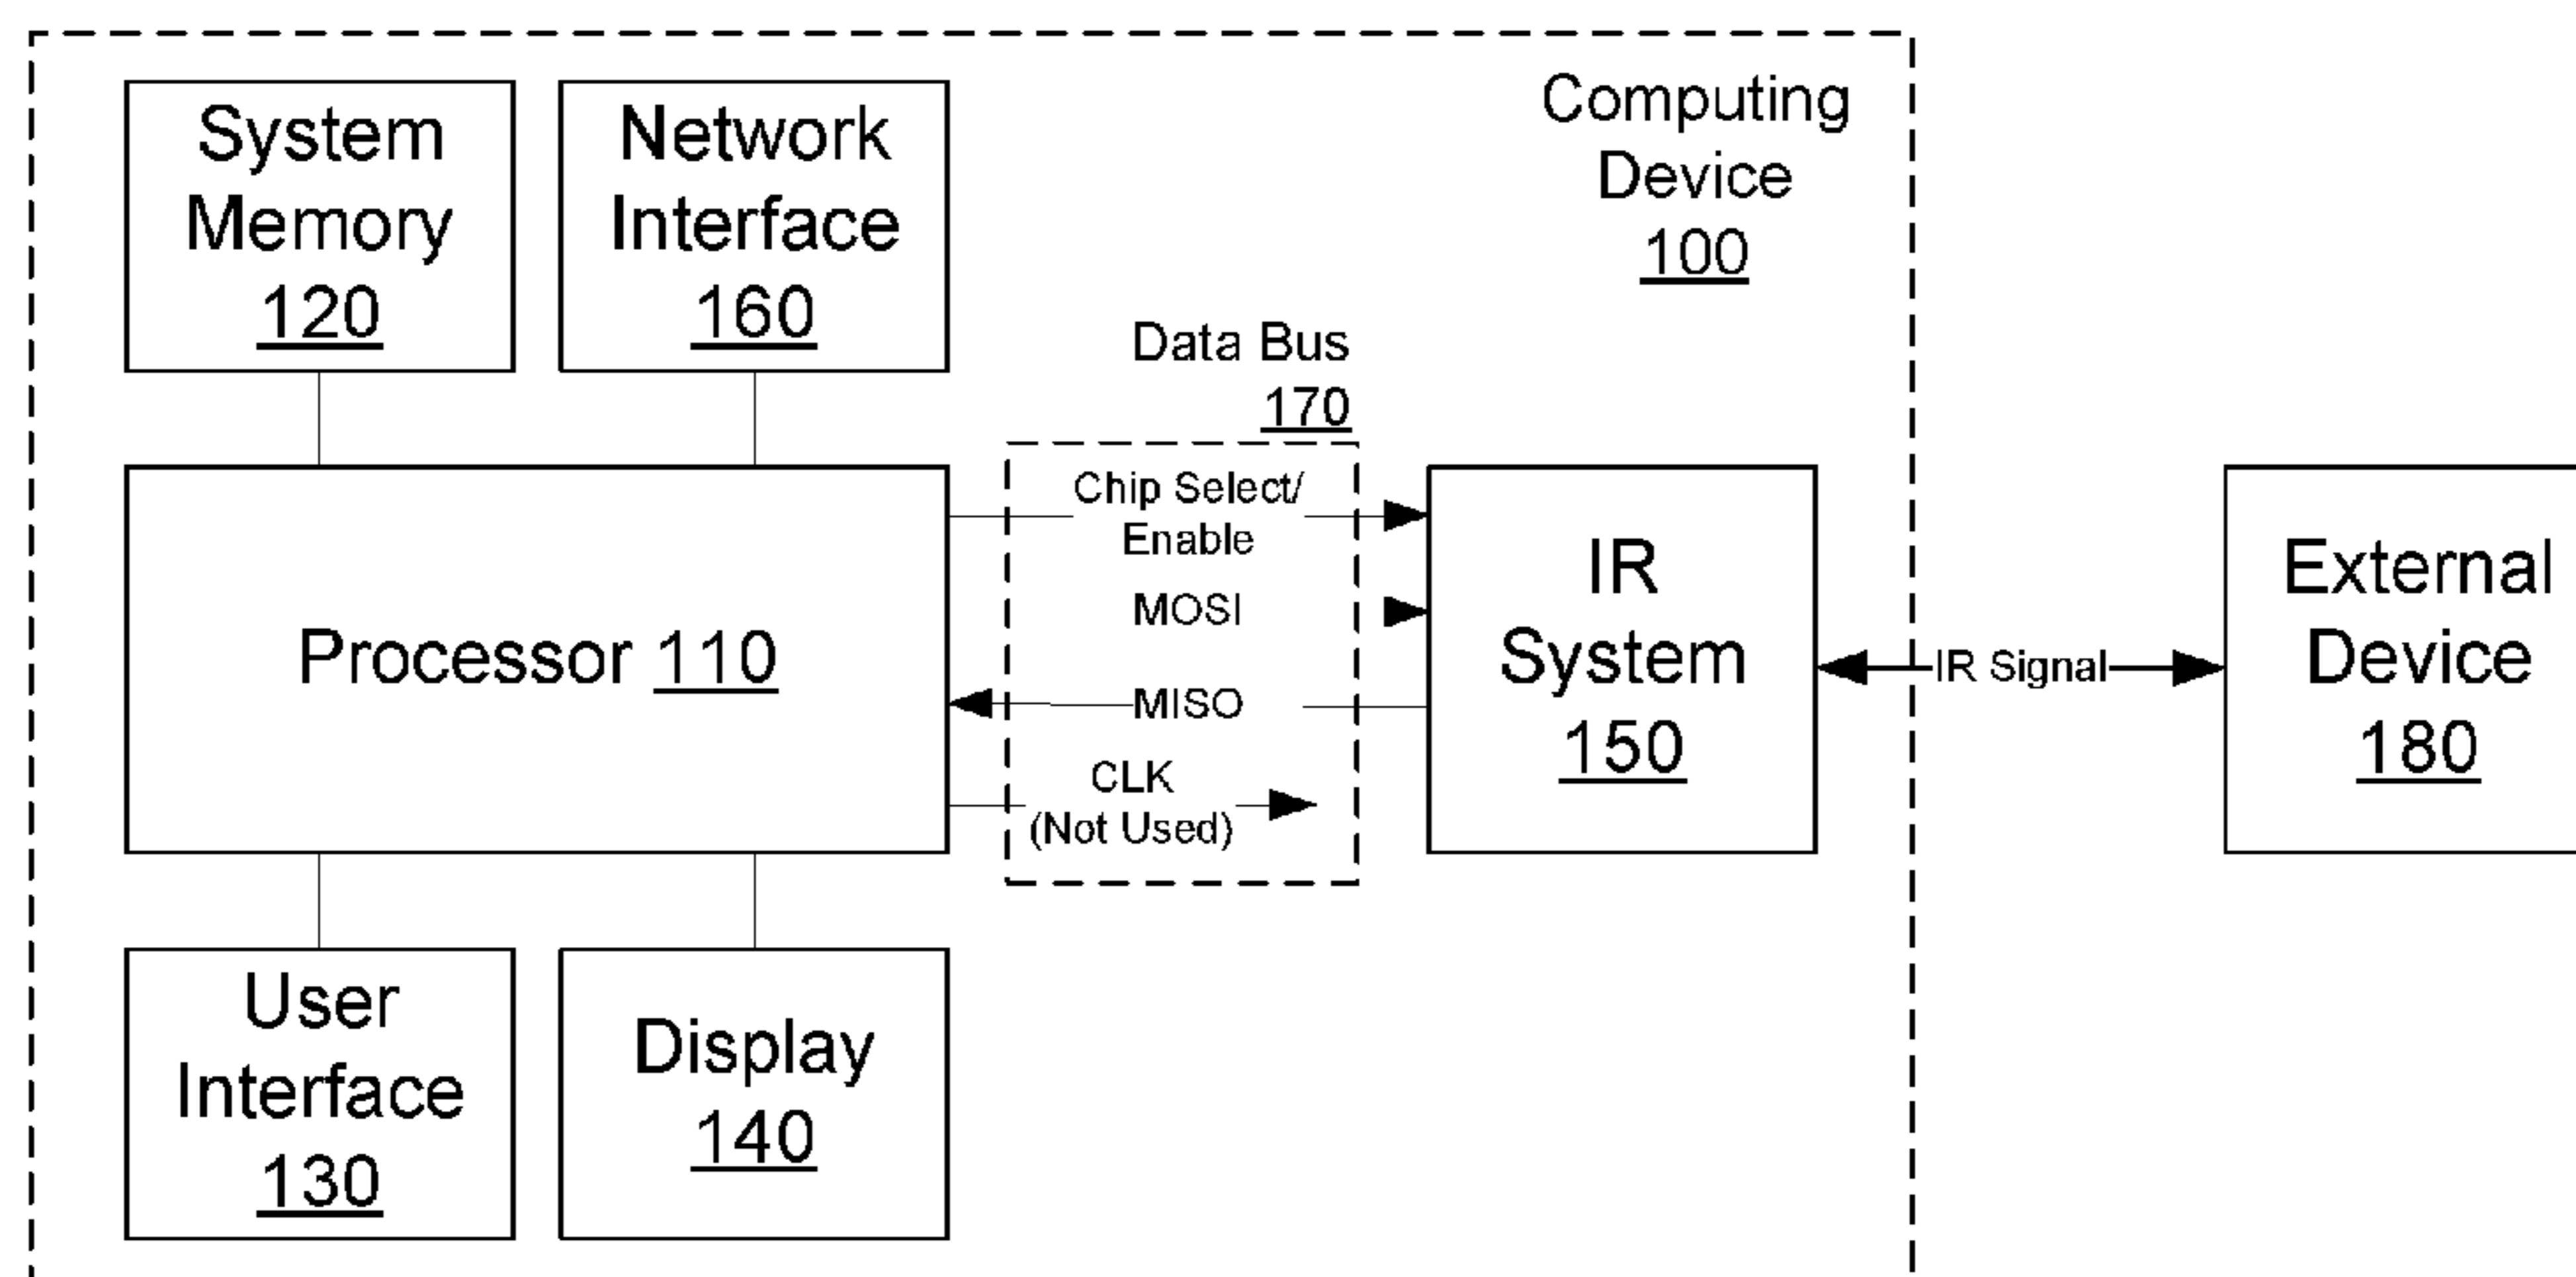 System
Memory
120
Network
Interface
160
Computing
Device
100
Data Bus
170
Processor 110
Chip Select/
Enable
MOSI
MISO
CLK
(Not Used)
IR
System
150
IR Signal
External
Device
180
User
Interface
130
Display
140